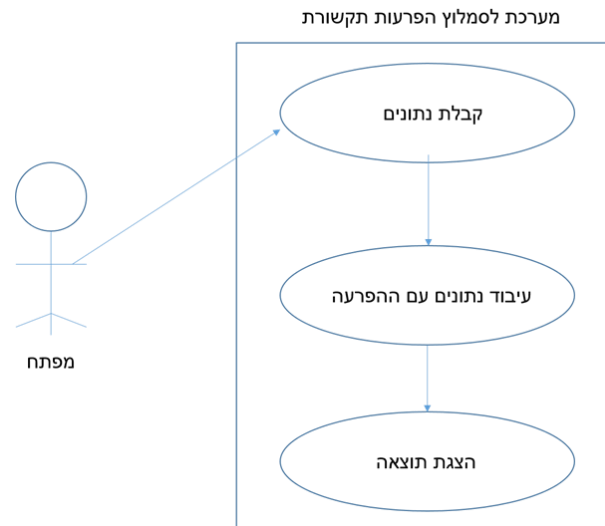 מערכת לסמלוץ הפרעות תקשורת
קבלת נתונים
עיבוד נתונים עם ההפרעה
מפתח
הצגת תוצאה